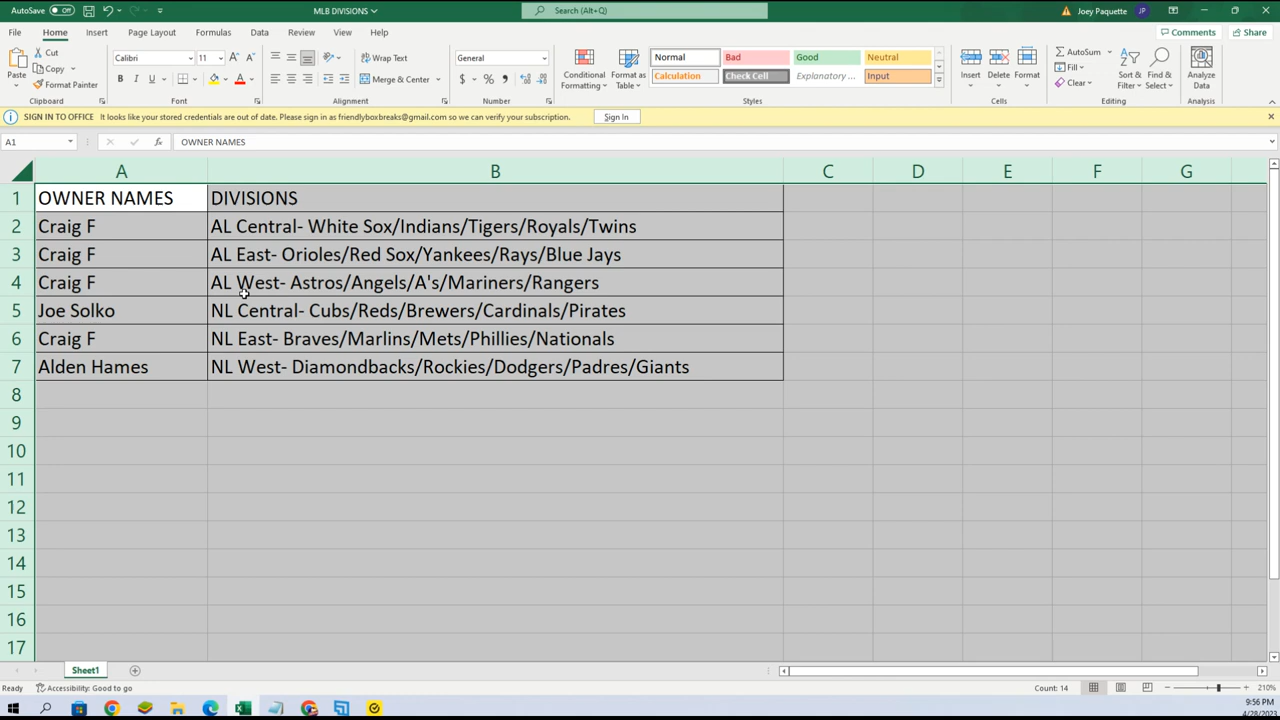 AutoSave Off MLB DIVISIONS Search (Alt+Q) Joey Paquette JP
File Home Insert Page Layout Formulas Data Review View Help Comments Share
Paste Cut Copy Format Painter Clipboard
Calibri 11 B I U A Font
Wrap Text Merge & Center Alignment
General $ % Number
Conditional Formatting Format as Table Normal Bad Good Neutral Calculation Check Cell Explanatory ... Input Styles
Insert Delete Format Cells
AutoSum Fill Clear Sort & Filter Find & Select Editing
Analyze Data Analysis
SIGN IN TO OFFICE It looks like your stored credentials are out of date. Please sign in as friendlyboxbreaks@gmail.com so we can verify your subscription. Sign In
A1 fx OWNER NAMES
A B C D E F G
1 OWNER NAMES DIVISIONS
2 Craig F AL Central- White Sox/Indians/Tigers/Royals/Twins
3 Craig F AL East- Orioles/Red Sox/Yankees/Rays/Blue Jays
4 Craig F AL West- Astros/Angels/A's/Mariners/Rangers
5 Joe Solko NL Central- Cubs/Reds/Brewers/Cardinals/Pirates
6 Craig F NL East- Braves/Marlins/Mets/Phillies/Nationals
7 Alden Hames NL West- Diamondbacks/Rockies/Dodgers/Padres/Giants
8
9
10
11
12
13
14
15
16
17
Sheet1
Ready Accessibility: Good to go Count: 14 210%
9:56 PM
4/28/2023